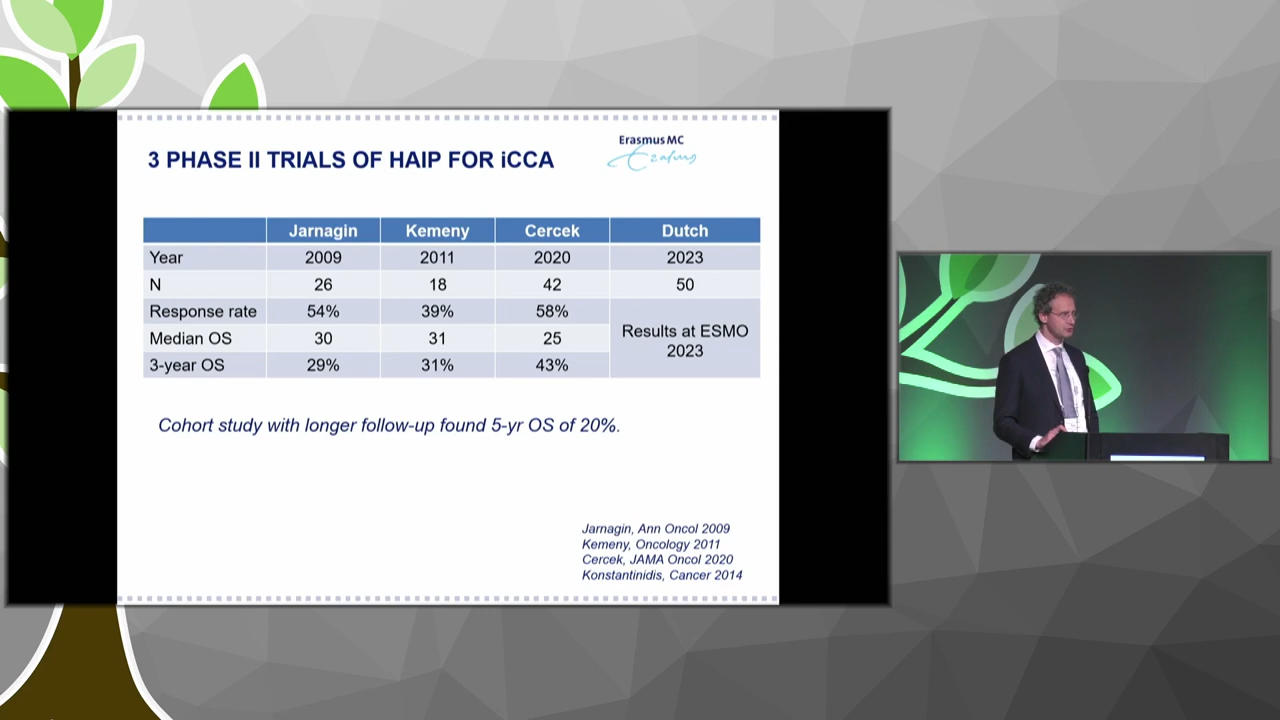 3 PHASE II TRIALS OF HAIP FOR iCCA
Erasmus MC
Erasmus
Jarnagin Kemeny Cercek Dutch
Year 2009 2011 2020 2023
N 26 18 42 50
Response rate 54% 39% 58%
Median OS 30 31 25
3-year OS 29% 31% 43%
Results at ESMO
2023
Cohort study with longer follow-up found 5-yr OS of 20%.
Jarnagin, Ann Oncol 2009
Kemeny, Oncology 2011
Cercek, JAMA Oncol 2020
Konstantinidis, Cancer 2014